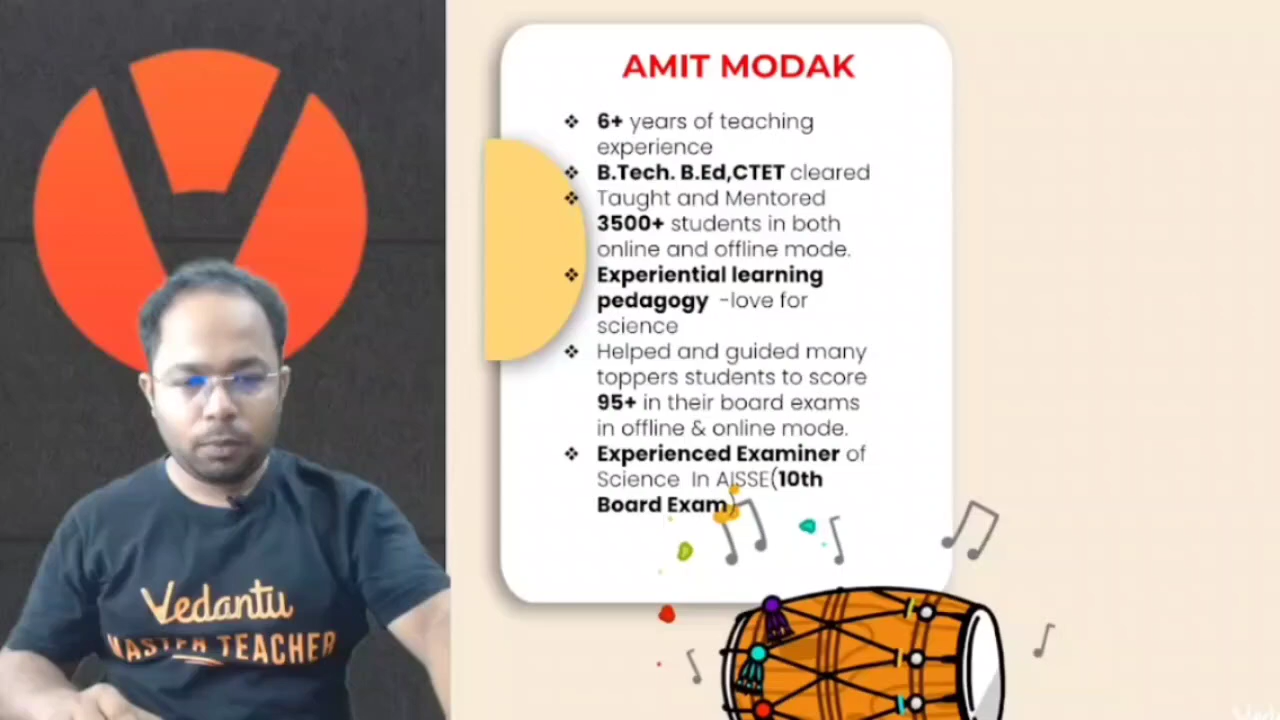 AMIT MODAK
❖ 6+ years of teaching
experience
❖ B.Tech. B.Ed,CTET cleared
❖ Taught and Mentored
3500+ students in both
online and offline mode.
❖ Experiential learning
pedagogy -love for
science
❖ Helped and guided many
toppers students to score
95+ in their board exams
in offline & online mode.
❖ Experienced Examiner of
Science In AISSE(10th
Board Exam)
Vedantu
MASTER TEACHER